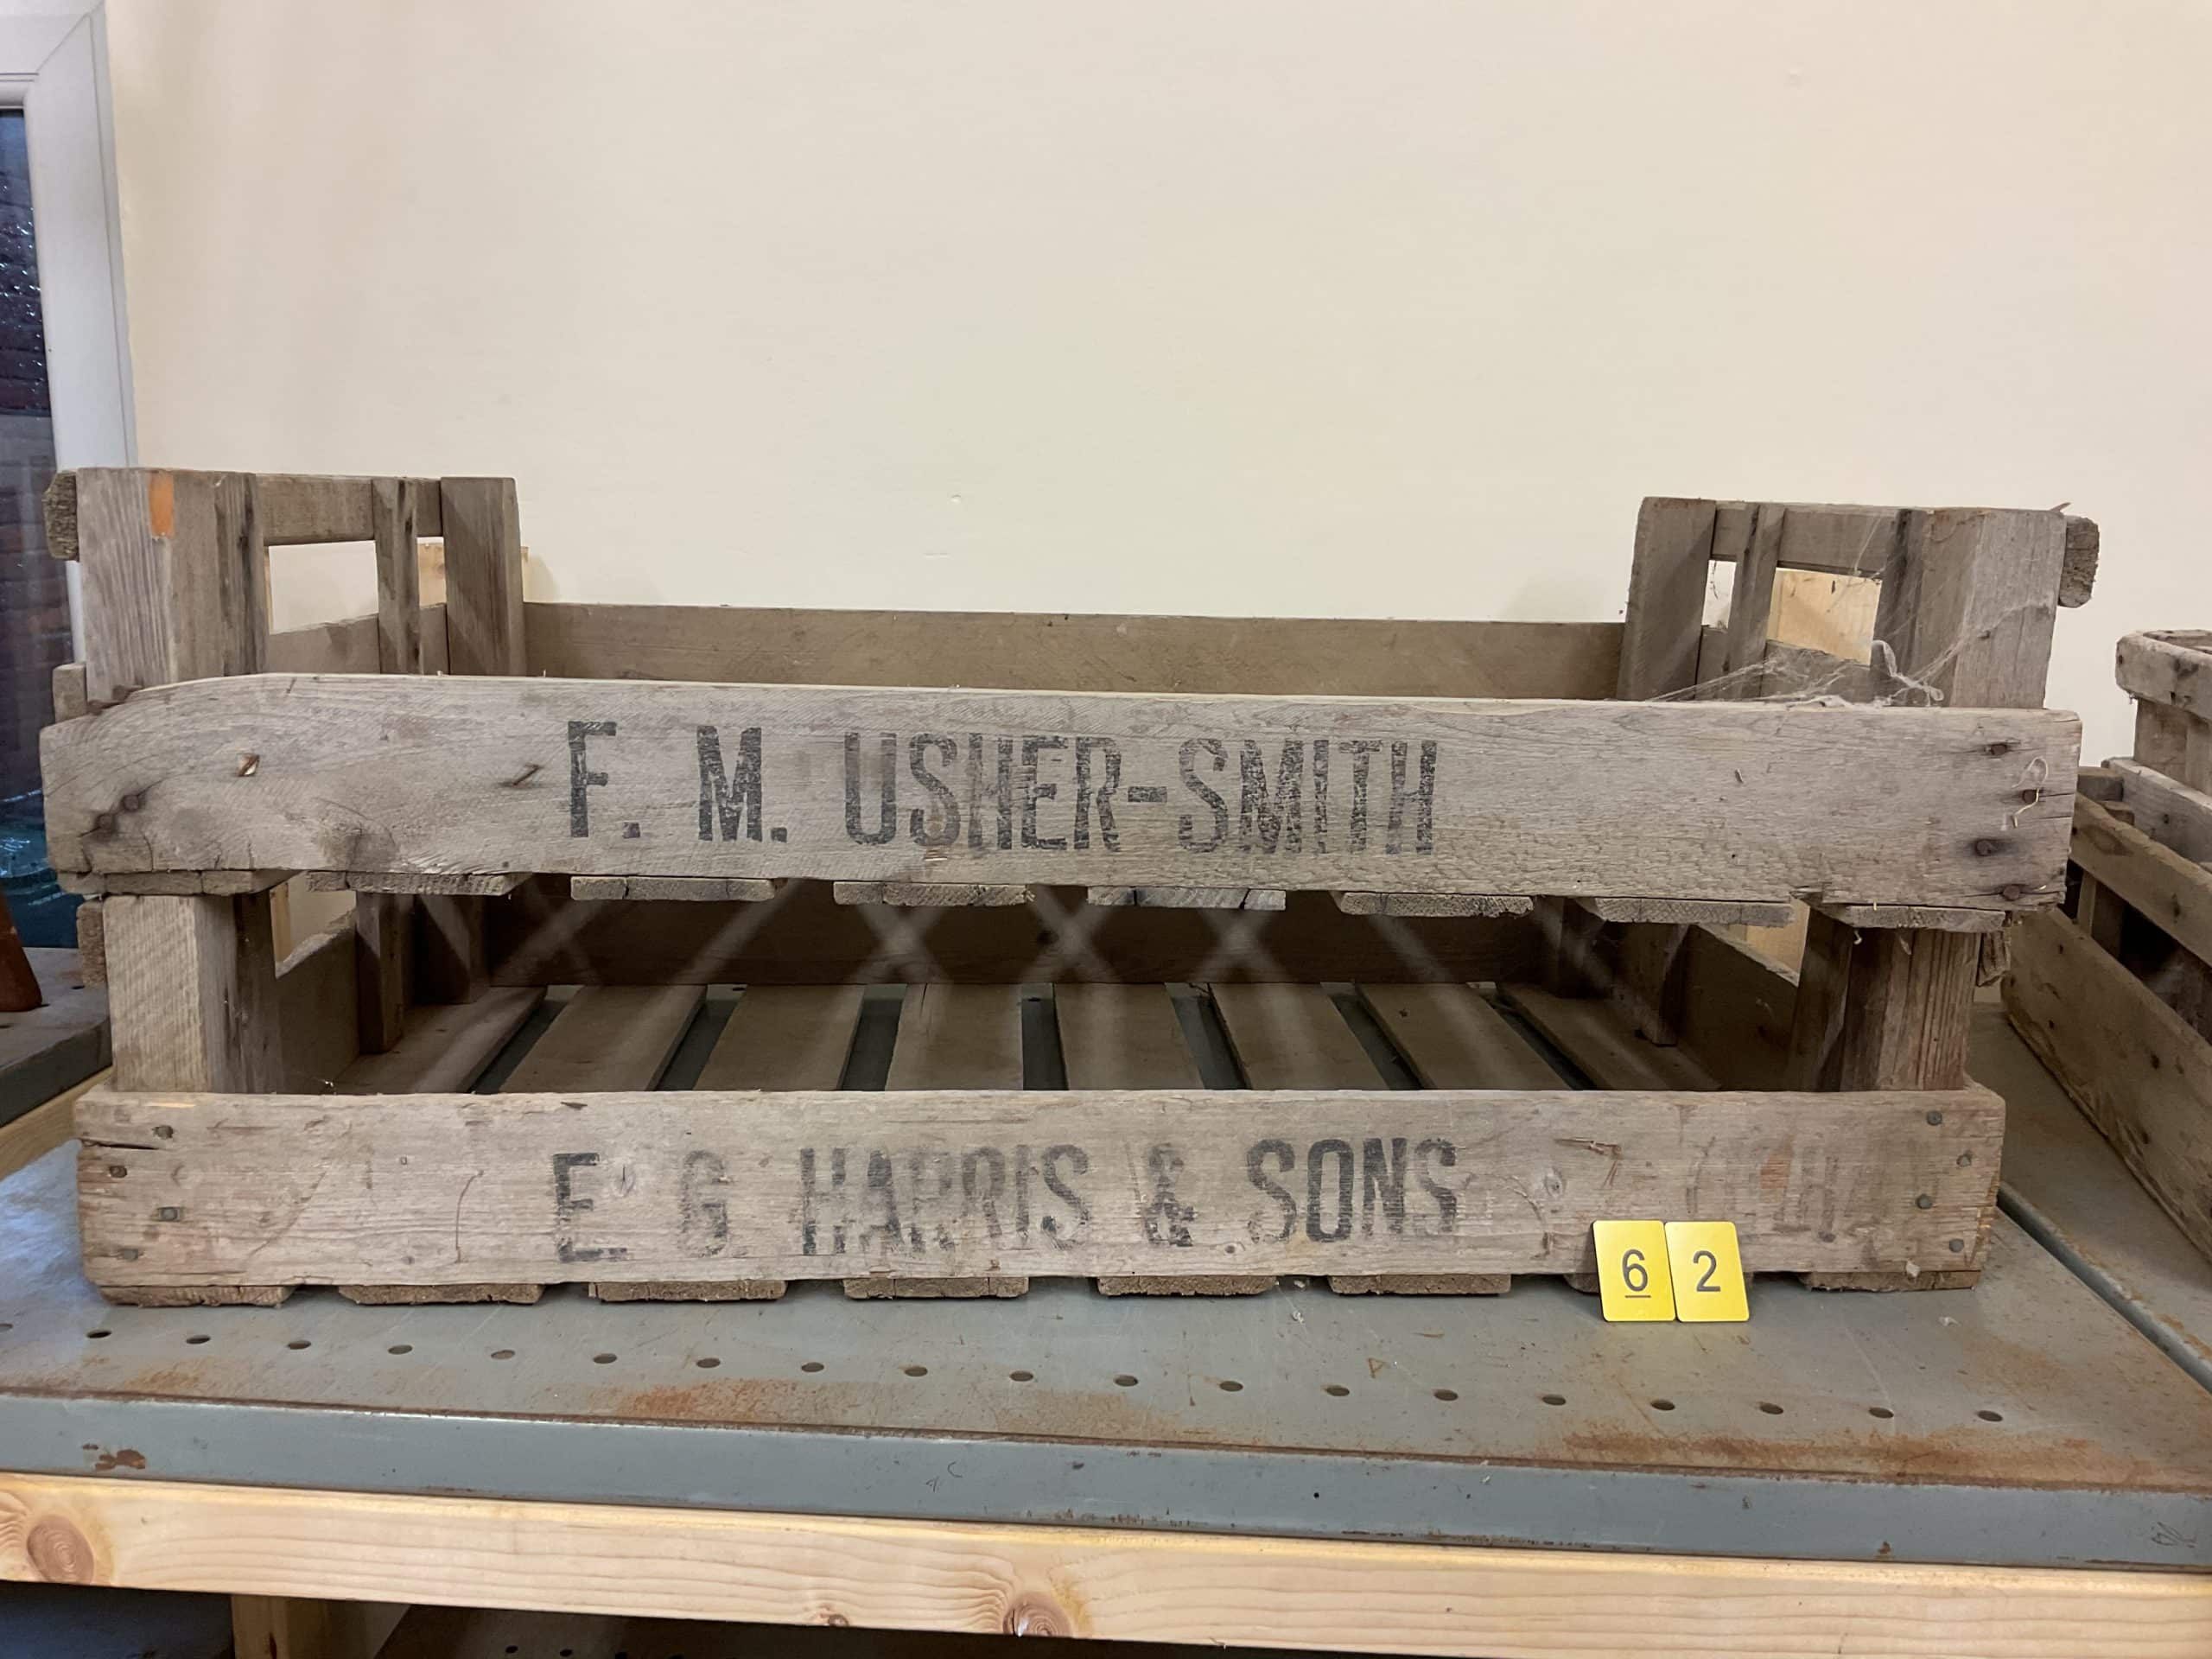 F. M. USHER-SMITH
E G HARRIS & SONS
6 2